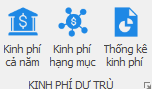 Kinh phí Kinh phí Thống kê
cả năm hạng mục kinh phí
KINH PHÍ DỰ TRÙ